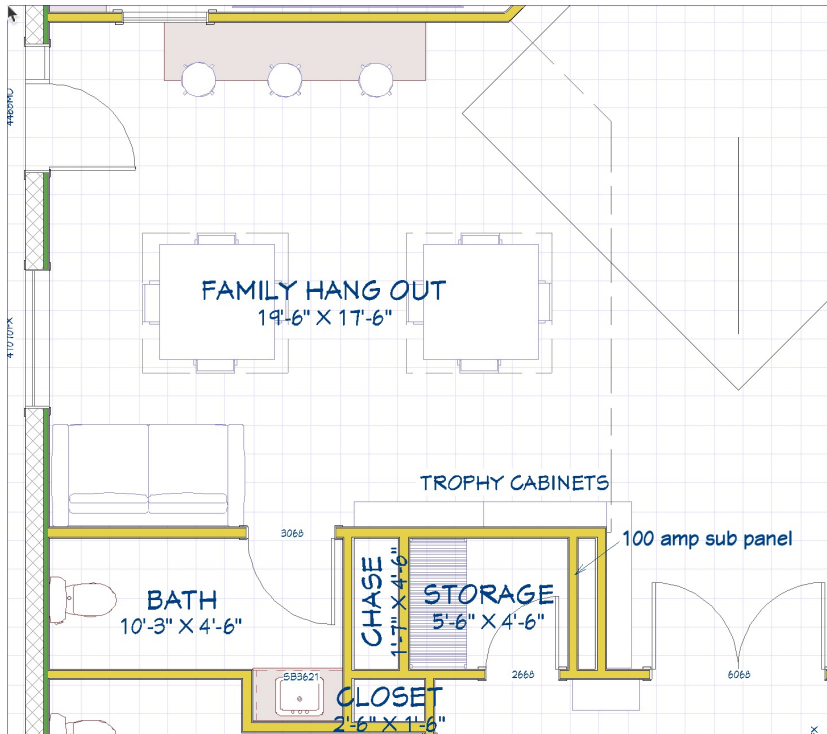 FAMILY HANG OUT
19'-6" X 17'-6"
TROPHY CABINETS
100 amp sub panel
3068
BATH
10'-3" X 4'-6"
CHASE
1'-7" X 4'-6"
STORAGE
5'-6" X 4'-6"
2668
6068
SB3621
CLOSET
2'-6" X 1'-6"
X